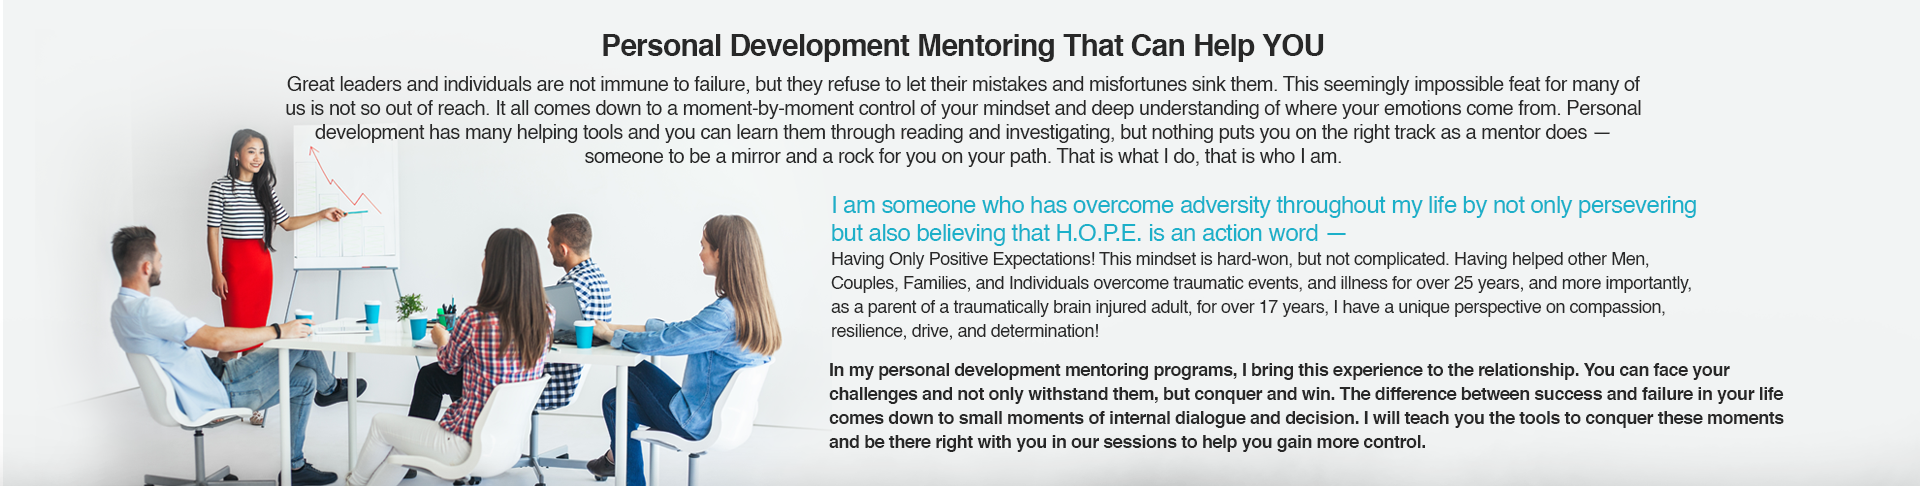 Personal Development Mentoring That Can Help YOU
Great leaders and individuals are not immune to failure, but they refuse to let their mistakes and misfortunes sink them. This seemingly impossible feat for many of
us is not so out of reach. It all comes down to a moment-by-moment control of your mindset and deep understanding of where your emotions come from. Personal
development has many helping tools and you can learn them through reading and investigating, but nothing puts you on the right track as a mentor does —
someone to be a mirror and a rock for you on your path. That is what I do, that is who I am.
I am someone who has overcome adversity throughout my life by not only persevering
but also believing that H.O.P.E. is an action word —
Having Only Positive Expectations! This mindset is hard-won, but not complicated. Having helped other Men,
Couples, Families, and Individuals overcome traumatic events, and illness for over 25 years, and more importantly,
as a parent of a traumatically brain injured adult, for over 17 years, I have a unique perspective on compassion,
resilience, drive, and determination!
In my personal development mentoring programs, I bring this experience to the relationship. You can face your
challenges and not only withstand them, but conquer and win. The difference between success and failure in your life
comes down to small moments of internal dialogue and decision. I will teach you the tools to conquer these moments
and be there right with you in our sessions to help you gain more control.